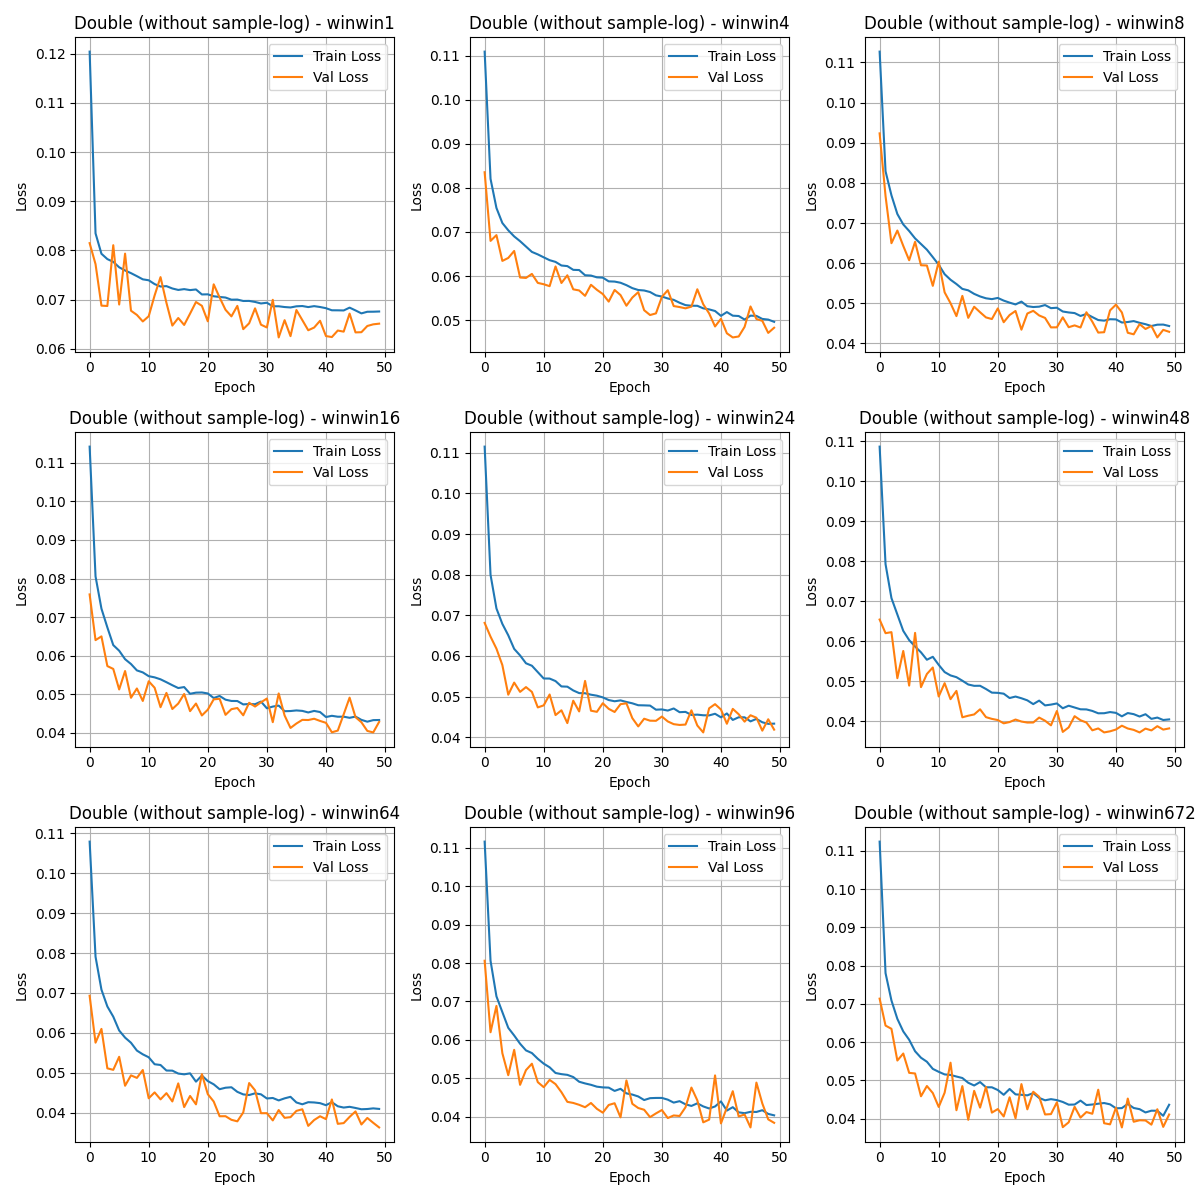 Double (without sample-log) - winwin1
Train Loss
Val Loss
0.12
0.11
0.10
0.09
0.08
0.07
0.06
Loss
0 10 20 30 40 50
Epoch
Double (without sample-log) - winwin4
Train Loss
Val Loss
0.11
0.10
0.09
0.08
0.07
0.06
0.05
Loss
0 10 20 30 40 50
Epoch
Double (without sample-log) - winwin8
Train Loss
Val Loss
0.11
0.10
0.09
0.08
0.07
0.06
0.05
0.04
Loss
0 10 20 30 40 50
Epoch
Double (without sample-log) - winwin16
Train Loss
Val Loss
0.11
0.10
0.09
0.08
0.07
0.06
0.05
0.04
Loss
0 10 20 30 40 50
Epoch
Double (without sample-log) - winwin24
Train Loss
Val Loss
0.11
0.10
0.09
0.08
0.07
0.06
0.05
0.04
Loss
0 10 20 30 40 50
Epoch
Double (without sample-log) - winwin48
Train Loss
Val Loss
0.11
0.10
0.09
0.08
0.07
0.06
0.05
0.04
Loss
0 10 20 30 40 50
Epoch
Double (without sample-log) - winwin64
Train Loss
Val Loss
0.11
0.10
0.09
0.08
0.07
0.06
0.05
0.04
Loss
0 10 20 30 40 50
Epoch
Double (without sample-log) - winwin96
Train Loss
Val Loss
0.11
0.10
0.09
0.08
0.07
0.06
0.05
0.04
Loss
0 10 20 30 40 50
Epoch
Double (without sample-log) - winwin672
Train Loss
Val Loss
0.11
0.10
0.09
0.08
0.07
0.06
0.05
0.04
Loss
0 10 20 30 40 50
Epoch